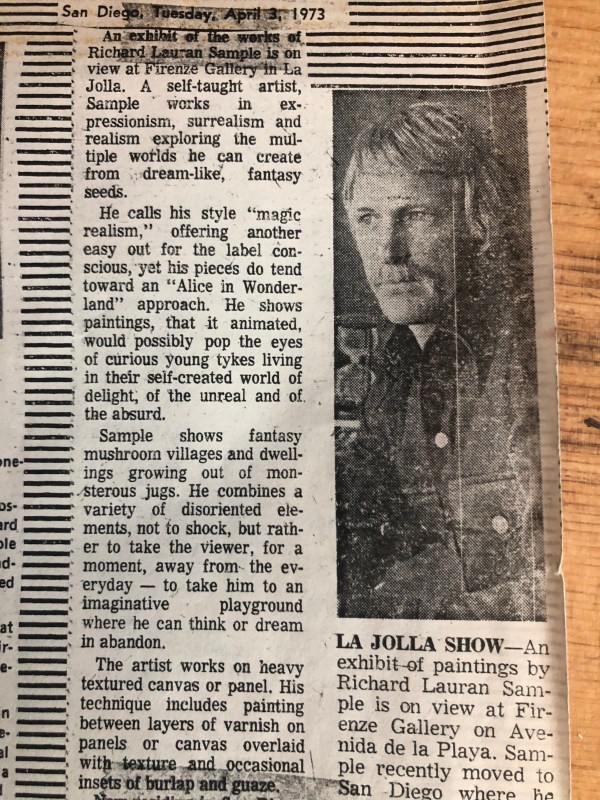 San Diego, Tuesday, April 3, 1973
An exhibit of the works of
Richard Lauran Sample is on
view at Firenze Gallery in La
Jolla. A self-taught artist,
Sample works in ex-
pressionism, surrealism and
realism exploring the mul-
tiple worlds he can create
from dream-like, fantasy
seeds.
He calls his style "magic
realism," offering another
easy out for the label con-
scious, yet his pieces do tend
toward an "Alice in Wonder-
land" approach. He shows
paintings, that it animated,
would possibly pop the eyes
of curious young tykes living
in their self-created world of
delight, of the unreal and of
the absurd.
Sample shows fantasy
mushroom villages and dwell-
ings growing out of mon-
sterous jugs. He combines a
variety of disoriented ele-
ments, not to shock, but rath-
er to take the viewer, for a
moment, away from the ev-
eryday — to take him to an
imaginative playground
where he can think or dream
in abandon.
The artist works on heavy
textured canvas or panel. His
technique includes painting
between layers of varnish on
panels or canvas overlaid
with texture and occasional
insets of burlap and guaze.
LA JOLLA SHOW—An
exhibit of paintings by
Richard Lauran Sam-
ple is on view at Fir-
enze Gallery on Ave-
nida de la Playa. Sam-
ple recently moved to
San Diego where he